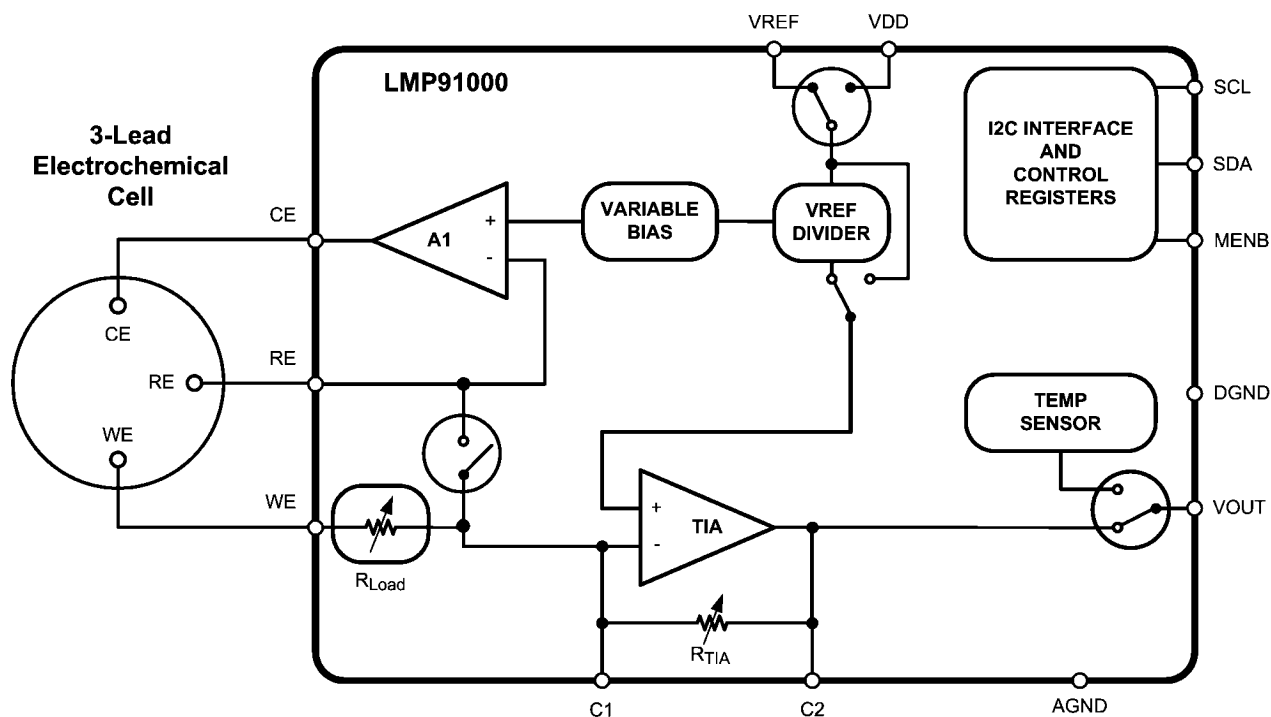 VREF
VDD
LMP91000
3-Lead
Electrochemical
Cell
I2C INTERFACE
AND
CONTROL
REGISTERS
SCL
SDA
MENB
CE
A1
+
-
VARIABLE
BIAS
VREF
DIVIDER
CE
RE
RE
WE
WE
RLoad
TEMP
SENSOR
DGND
VOUT
+
-
TIA
RTIA
C1
C2
AGND